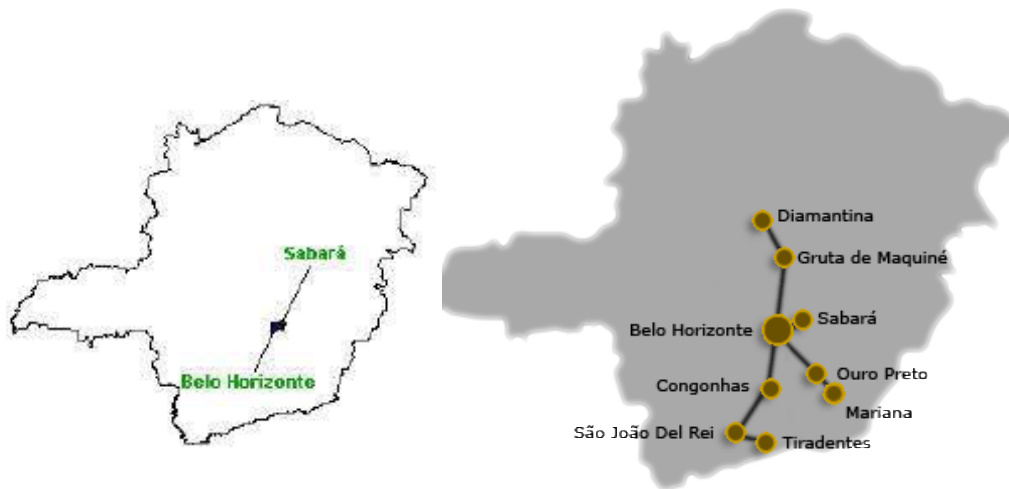 Sabará
Belo Horizonte
Diamantina
Gruta de Maquiné
Sabará
Belo Horizonte
Ouro Preto
Congonhas
Mariana
São João Del Rei
Tiradentes